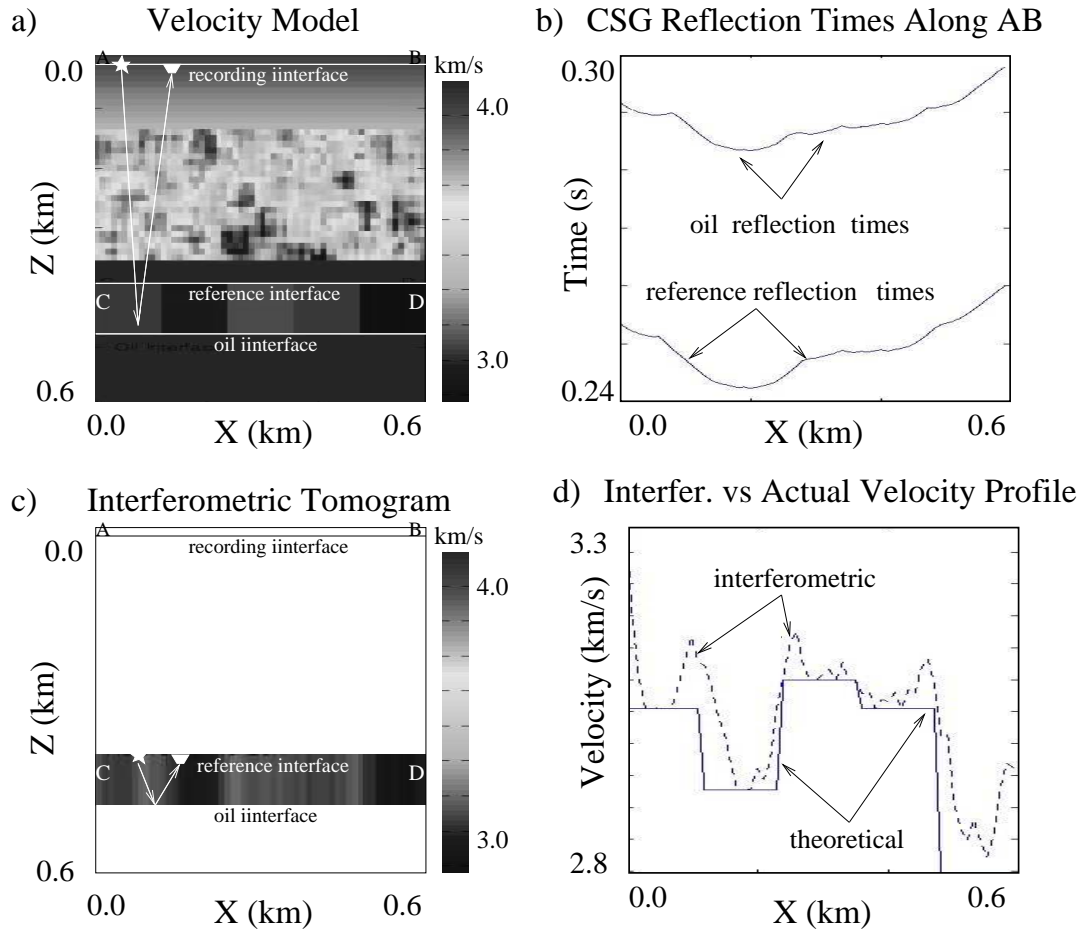 a) Velocity Model
A B
km/s
0.0
recording iinterface
4.0
Z (km)
reference interface
C D
oil iinterface
Oil interface
3.0
0.6
0.0 X (km) 0.6
b) CSG Reflection Times Along AB
0.30
Time (s)
oil reflection times
reference reflection times
0.24
0.0 X (km) 0.6
c) Interferometric Tomogram
A B
km/s
0.0
recording iinterface
4.0
Z (km)
C reference interface D
oil iinterface
3.0
0.6
0.0 X (km) 0.6
d) Interfer. vs Actual Velocity Profile
3.3
interferometric
Velocity (km/s)
theoretical
2.8
0.0 X (km) 0.6